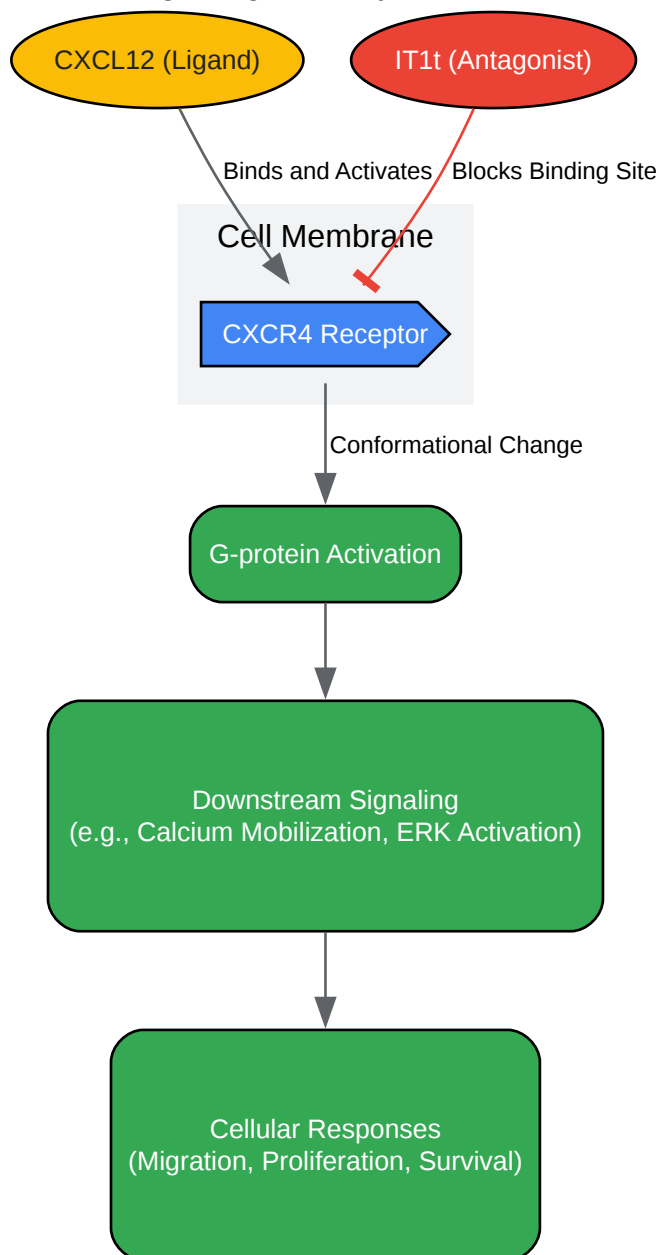 CXCL12 (Ligand)
IT1t (Antagonist)
Binds and Activates
Blocks Binding Site
Cell Membrane
CXCR4 Receptor
Conformational Change
G-protein Activation
Downstream Signaling
(e.g., Calcium Mobilization, ERK Activation)
Cellular Responses
(Migration, Proliferation, Survival)